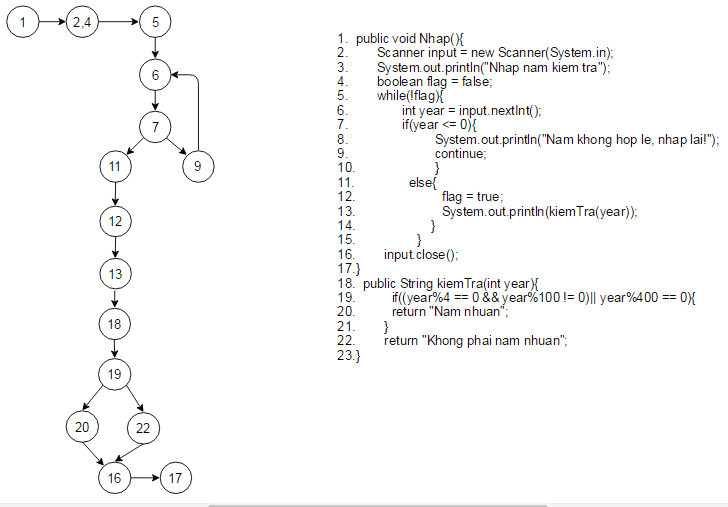 1
2,4
5
6
7
11
9
12
13
18
19
20
22
16
17
1. public void Nhap(){
2. Scanner input = new Scanner(System.in);
3. System.out.println("Nhap nam kiem tra");
4. boolean flag = false;
5. while(!flag){
6. int year = input.nextInt();
7. if(year <= 0){
8. System.out.println("Nam khong hop le, nhap lai!");
9. continue;
10. }
11. else{
12. flag = true;
13. System.out.println(kiemTra(year));
14. }
15. }
16. input.close();
17.}
18. public String kiemTra(int year){
19. if((year%4 == 0 && year%100 != 0)|| year%400 == 0){
20. return "Nam nhuan";
21. }
22. return "Khong phai nam nhuan";
23.}